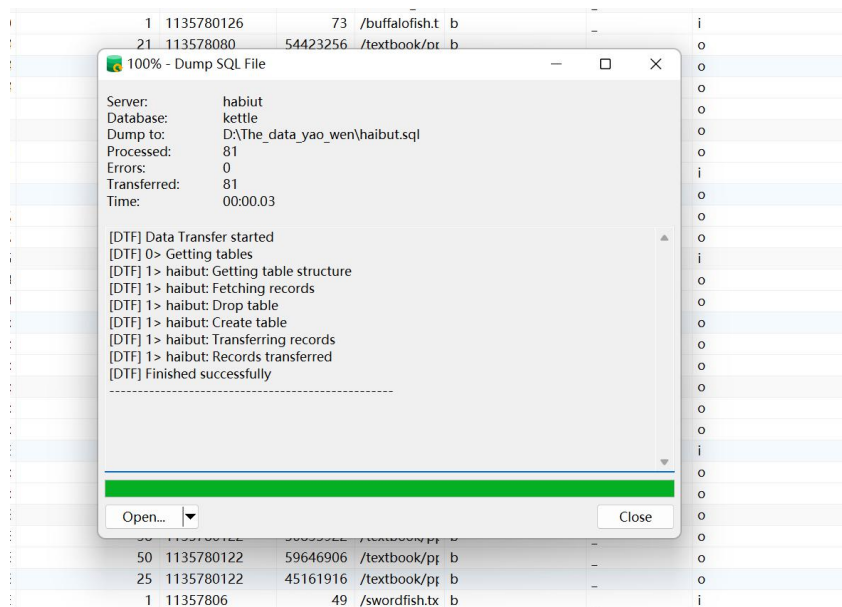 1 1135780126 73 /buffalofish.t b _ i
21 113578080 54423256 /textbook/pp b o
100% - Dump SQL File
o
Server: habiut
o
Database: kettle
o
Dump to: D:\The_data_yao_wen\haibut.sql
o
Processed: 81
o
Errors: 0
i
Transferred: 81
o
Time: 00:00.03
o
[DTF] Data Transfer started
o
[DTF] 0> Getting tables
i
[DTF] 1> haibut: Getting table structure
o
[DTF] 1> haibut: Fetching records
o
[DTF] 1> haibut: Drop table
[DTF] 1> haibut: Create table
o
[DTF] 1> haibut: Transferring records
o
[DTF] 1> haibut: Records transferred
o
[DTF] Finished successfully
o
------------------------------------------------
o
o
i
o
o
Open...
Close
o
50 1135780122 59646906 /textbook/pp b _ o
25 1135780122 45161916 /textbook/pp b _ o
1 11357806 49 /swordfish.tx b i